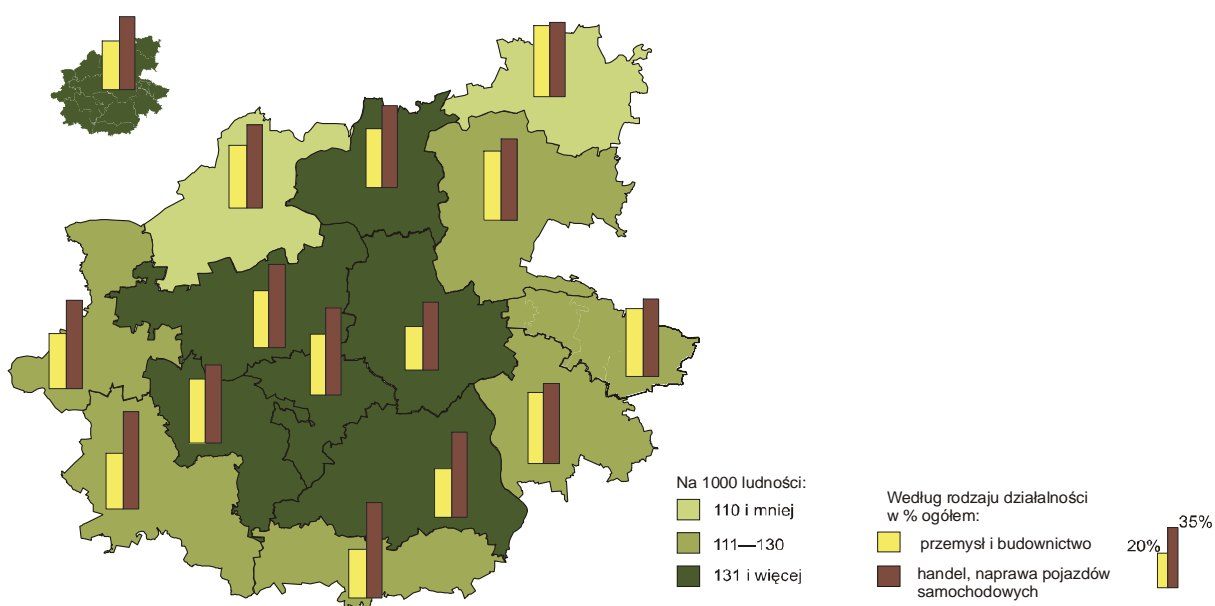 Na 1000 ludności:
110 i mniej
111—130
131 i więcej
Według rodzaju działalności
w % ogółem:
przemysł i budownictwo
handel, naprawa pojazdów
samochodowych
20%
35%